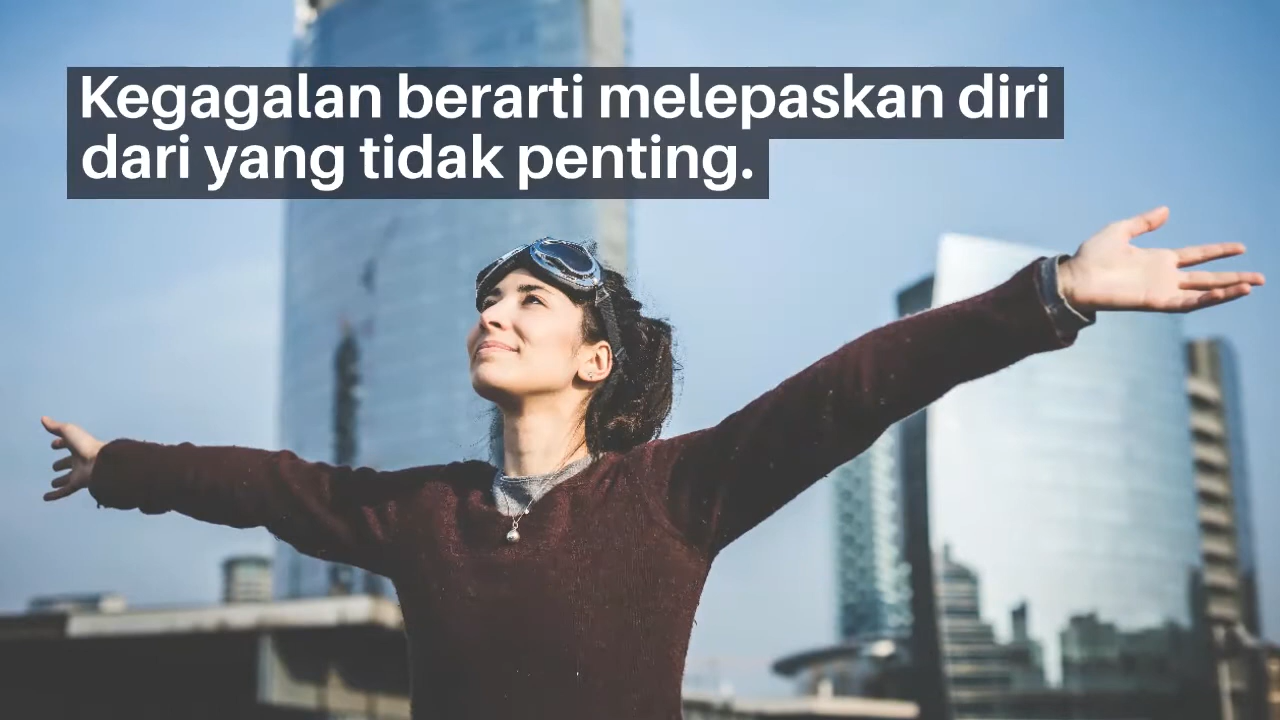 Kegagalan berarti melepaskan diri
dari yang tidak penting.